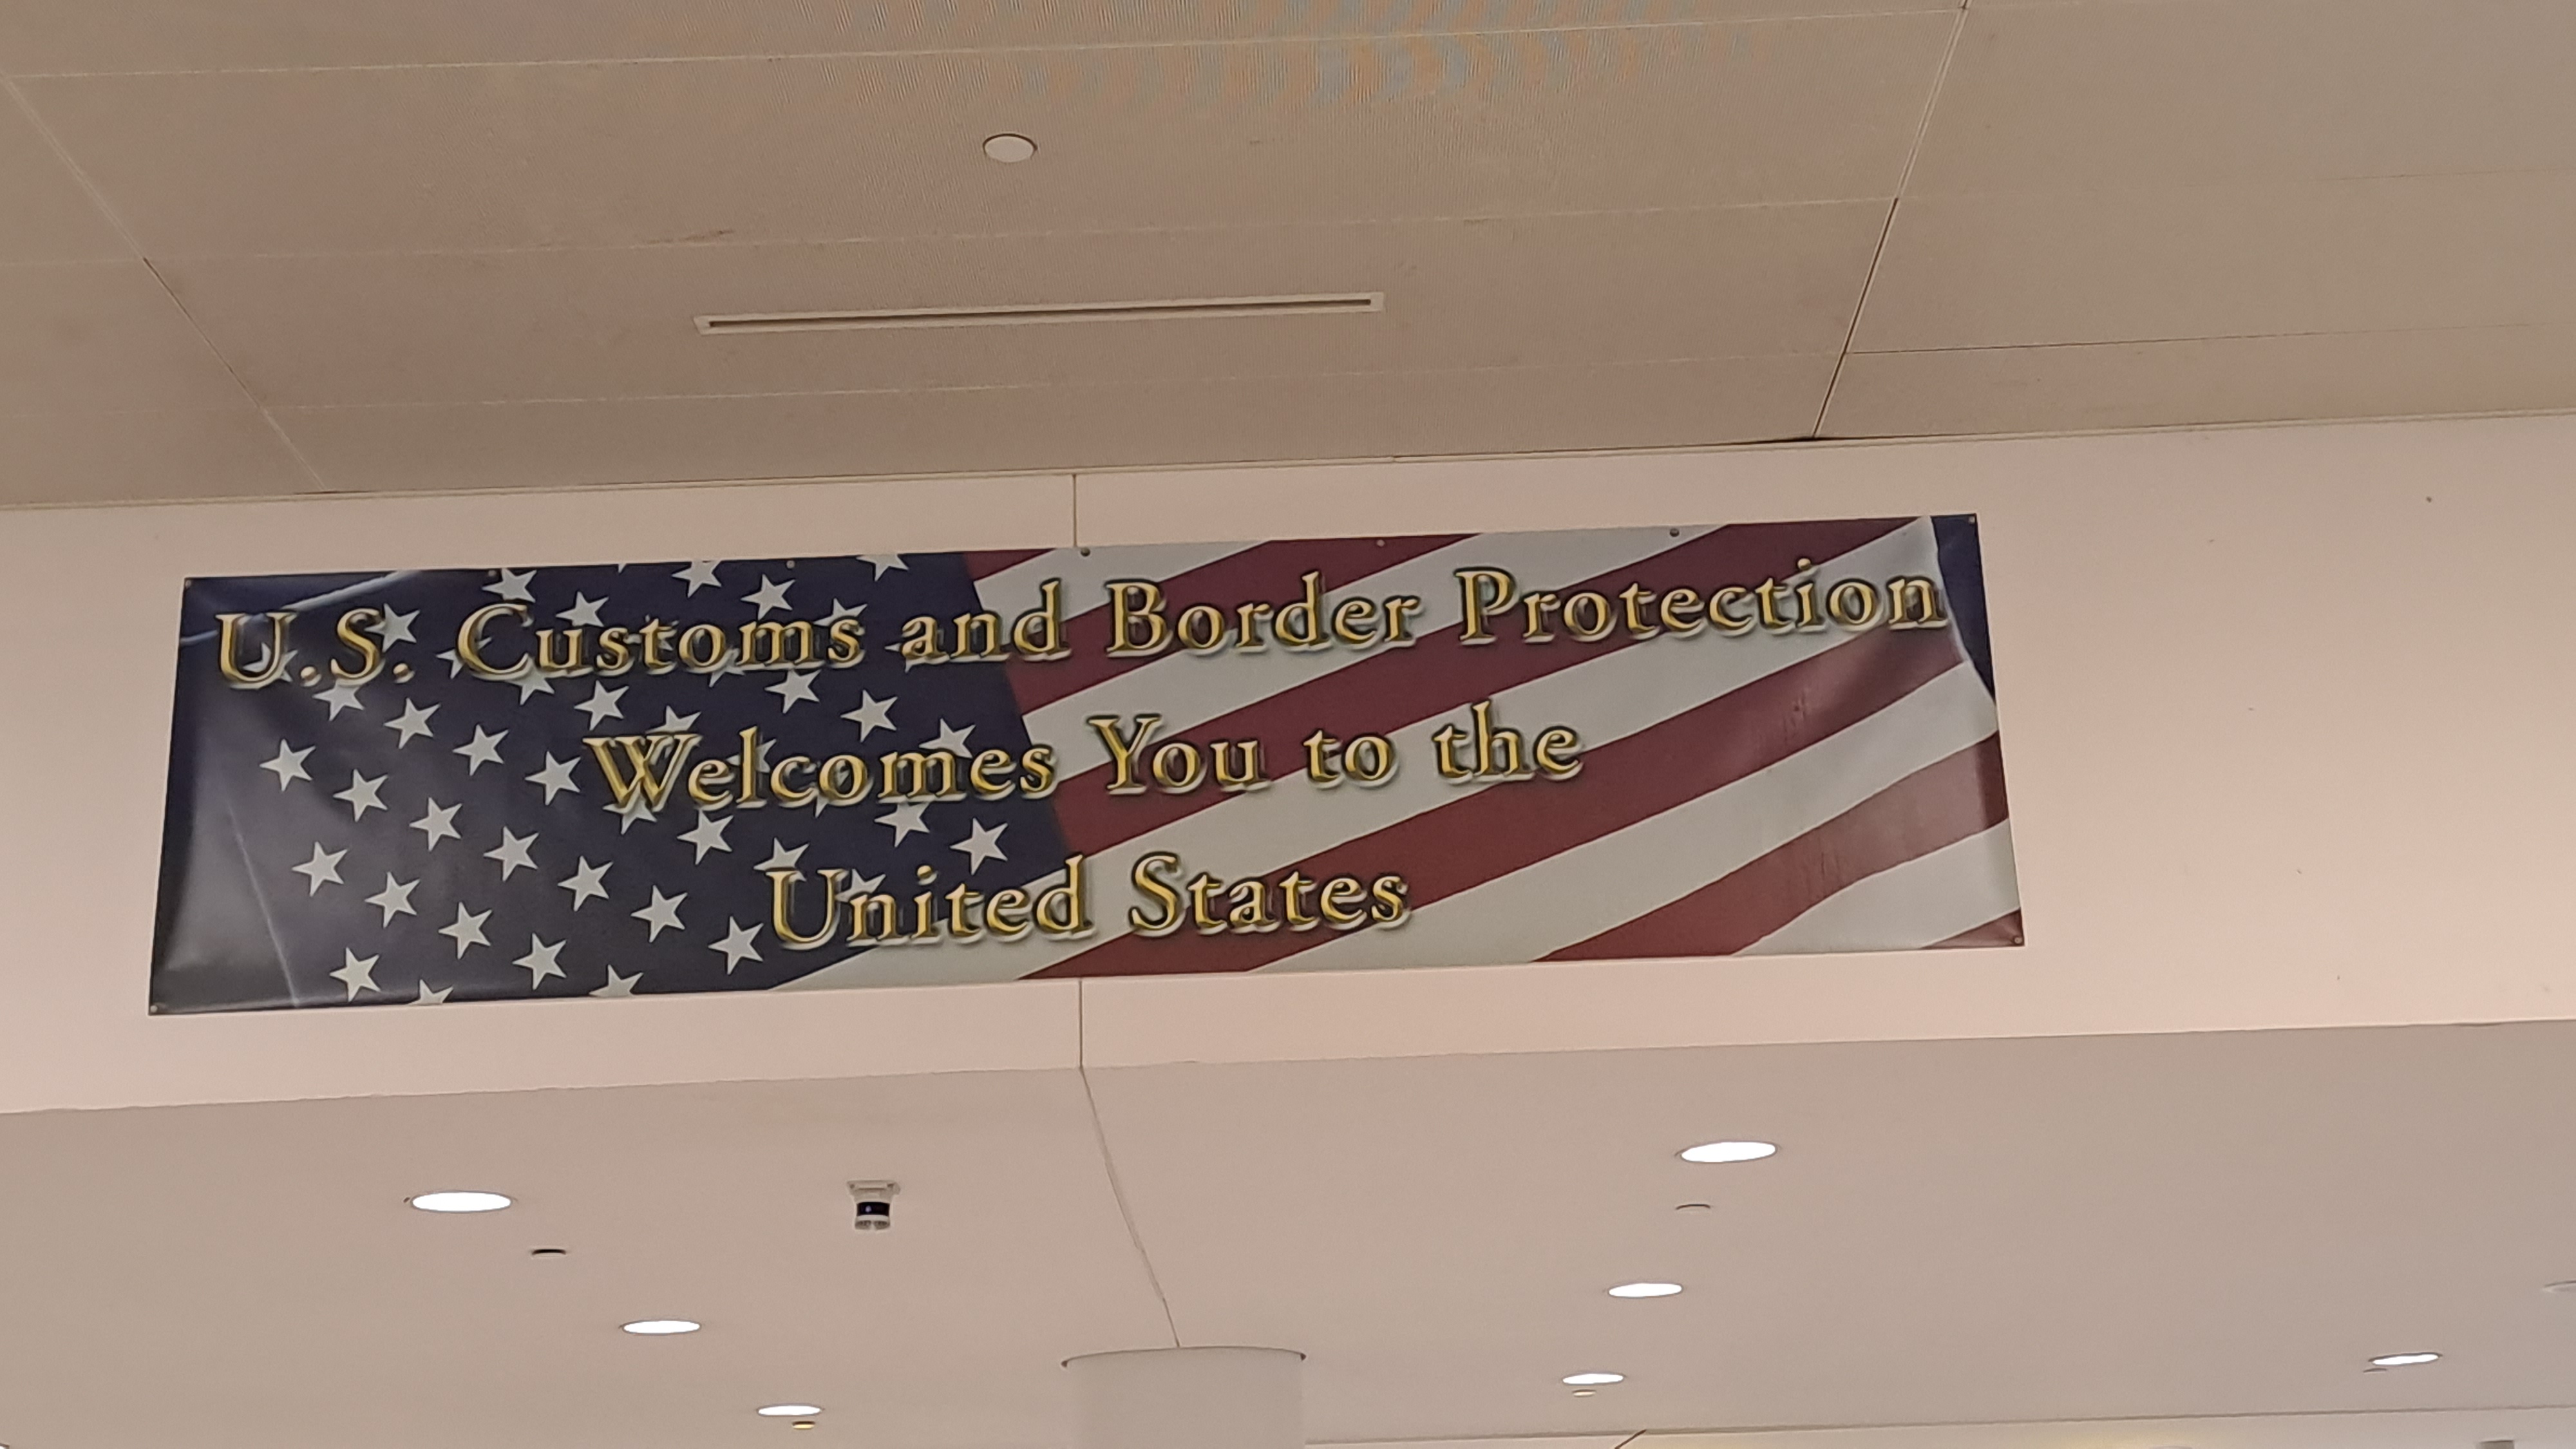 U.S. Customs and Border Protection
Welcomes You to the
United States